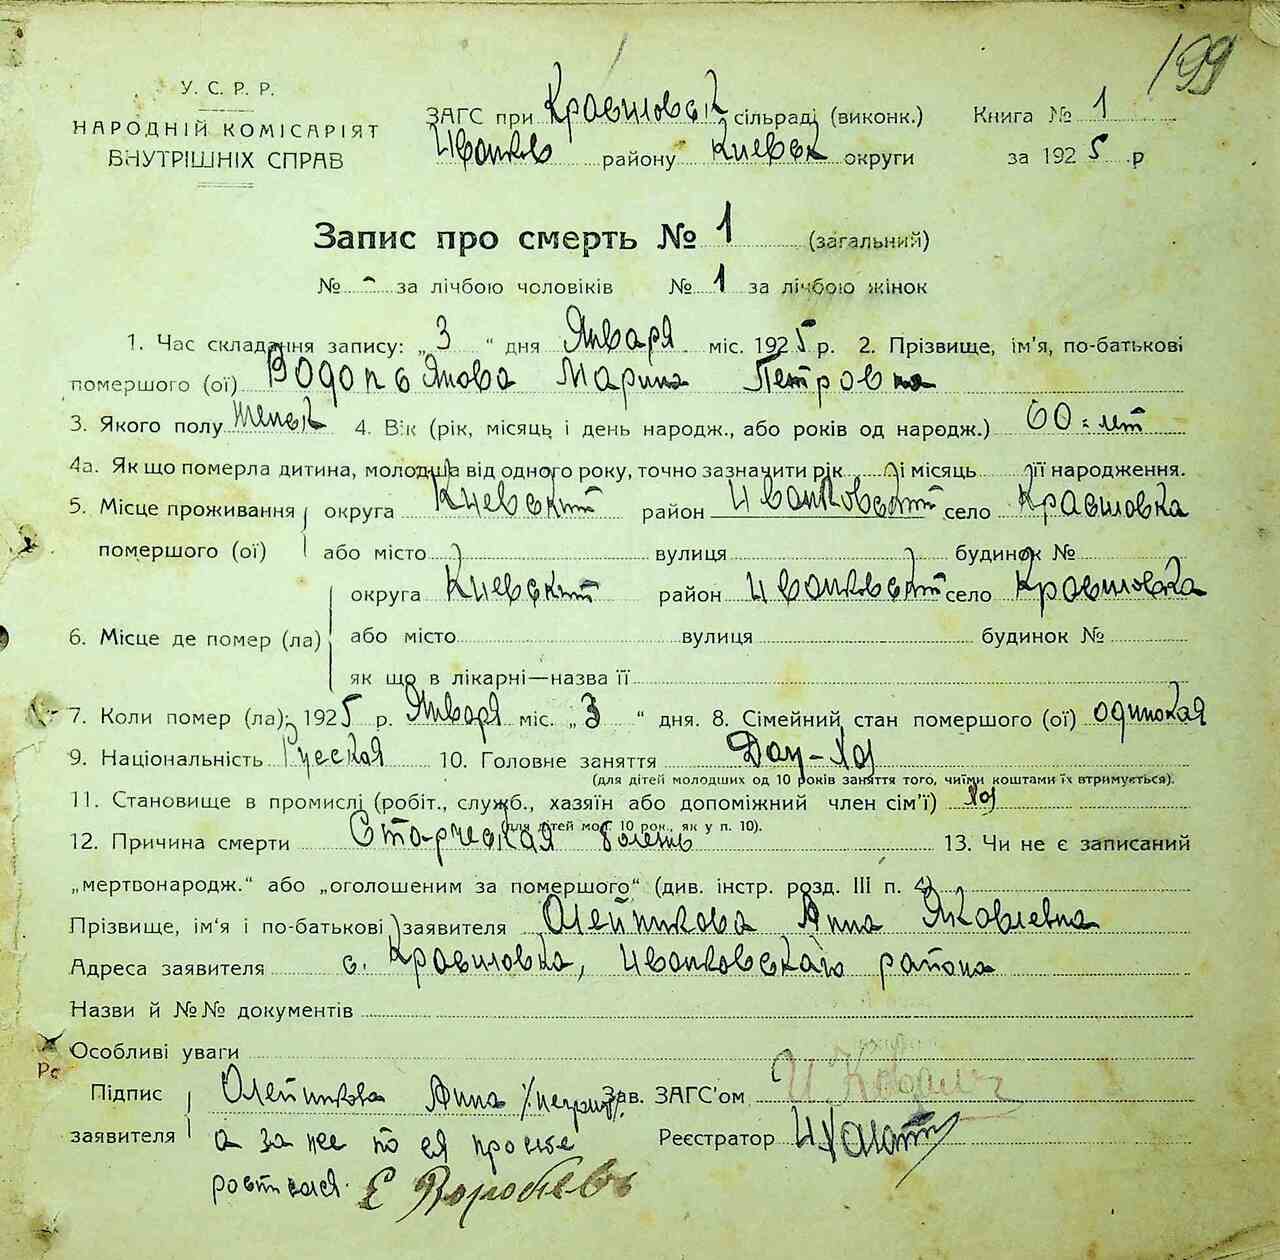 199
У. С. Р. Р.
НАРОДНІЙ КОМІСАРІЯТ
ВНУТРІШНІХ СПРАВ
ЗАГС при Красиловск сільраді (виконк.) Книга № 1
Иванков району Киевск округи за 1925 р
Запис про смерть № 1 (загальний)
№ - за лічбою чоловіків № 1 за лічбою жінок
1. Час складання запису: „3“ дня Января міс. 1925 р. 2. Прізвище, ім'я, по-батькові
помершого (ої) Водопьянова Марина Петровна
3. Якого полу Женск 4. Вік (рік, місяць і день народж., або років од народж.) 60 лет
4а. Як що померла дитина, молодша від одного року, точно зазначити рік і місяць її народження.
5. Місце проживання округа Киевский район Иванковский село Красиловка
помершого (ої) або місто вулиця будинок №
округа Киевский район Иванковский село Красиловка
6. Місце де помер (ла) або місто вулиця будинок №
як що в лікарні—назва її
7. Коли помер (ла): 1925 р. Января міс. „3“ дня. 8. Сімейний стан помершого (ої) одинокая
9. Національність Русская 10. Головне заняття Дом-Хоз
(для дітей молодших од 10 років заняття того, чиїми коштами їх втримується).
11. Становище в промислі (робіт., служб., хазяїн або допоміжний член сім'ї) Хоз
(для дітей мол. 10 рок., як у п. 10).
12. Причина смерти Старческая болезнь 13. Чи не є записаний
„мертвонародж.“ або „оголошеним за помершого“ (див. інстр. розд. III п. 4)
Прізвище, ім'я і по-батькові заявителя Олейникова Анна Яковлевна
Адреса заявителя с. Красиловка, Иванковского района
Назви й №№ документів
Особливі уваги
Підпис Олейникова Анна /неграм/. Зав. ЗАГС'ом И Коваль
заявителя а за нее по ея прозбе Реєстратор
росписался Е Воробьев